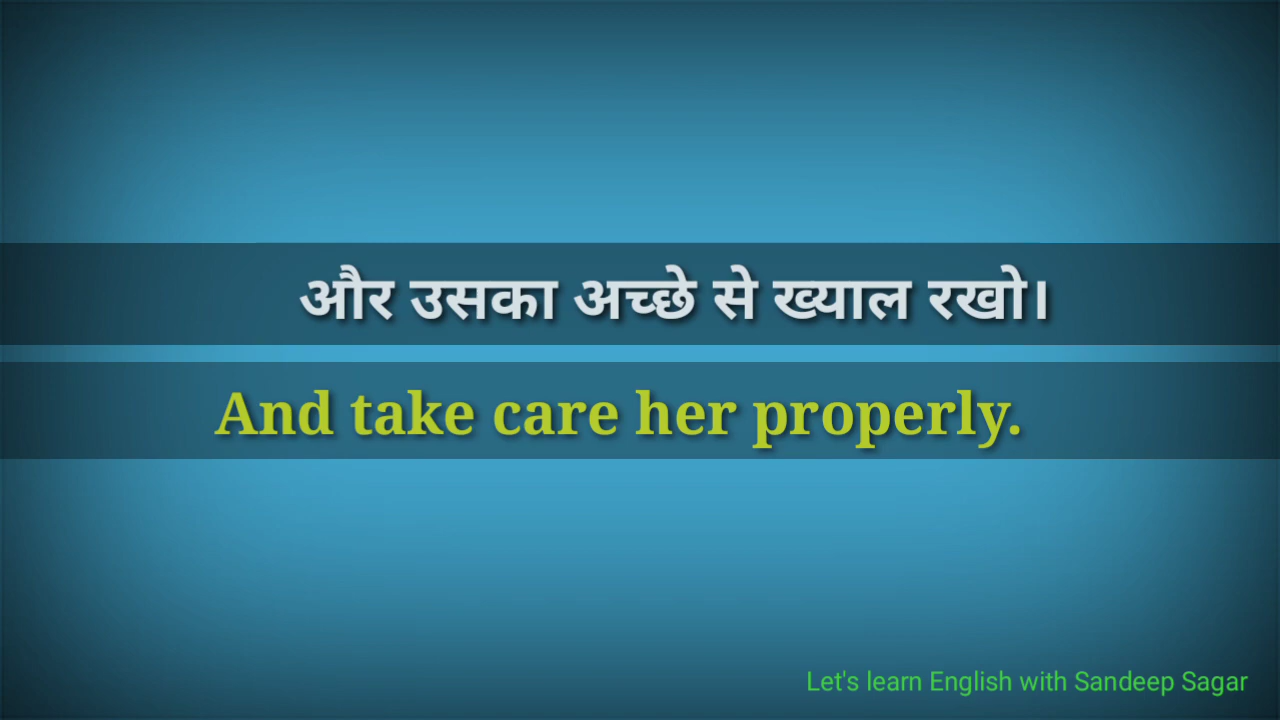 और उसका अच्छे से ख्याल रखो।
And take care her properly.
Let's learn English with Sandeep Sagar